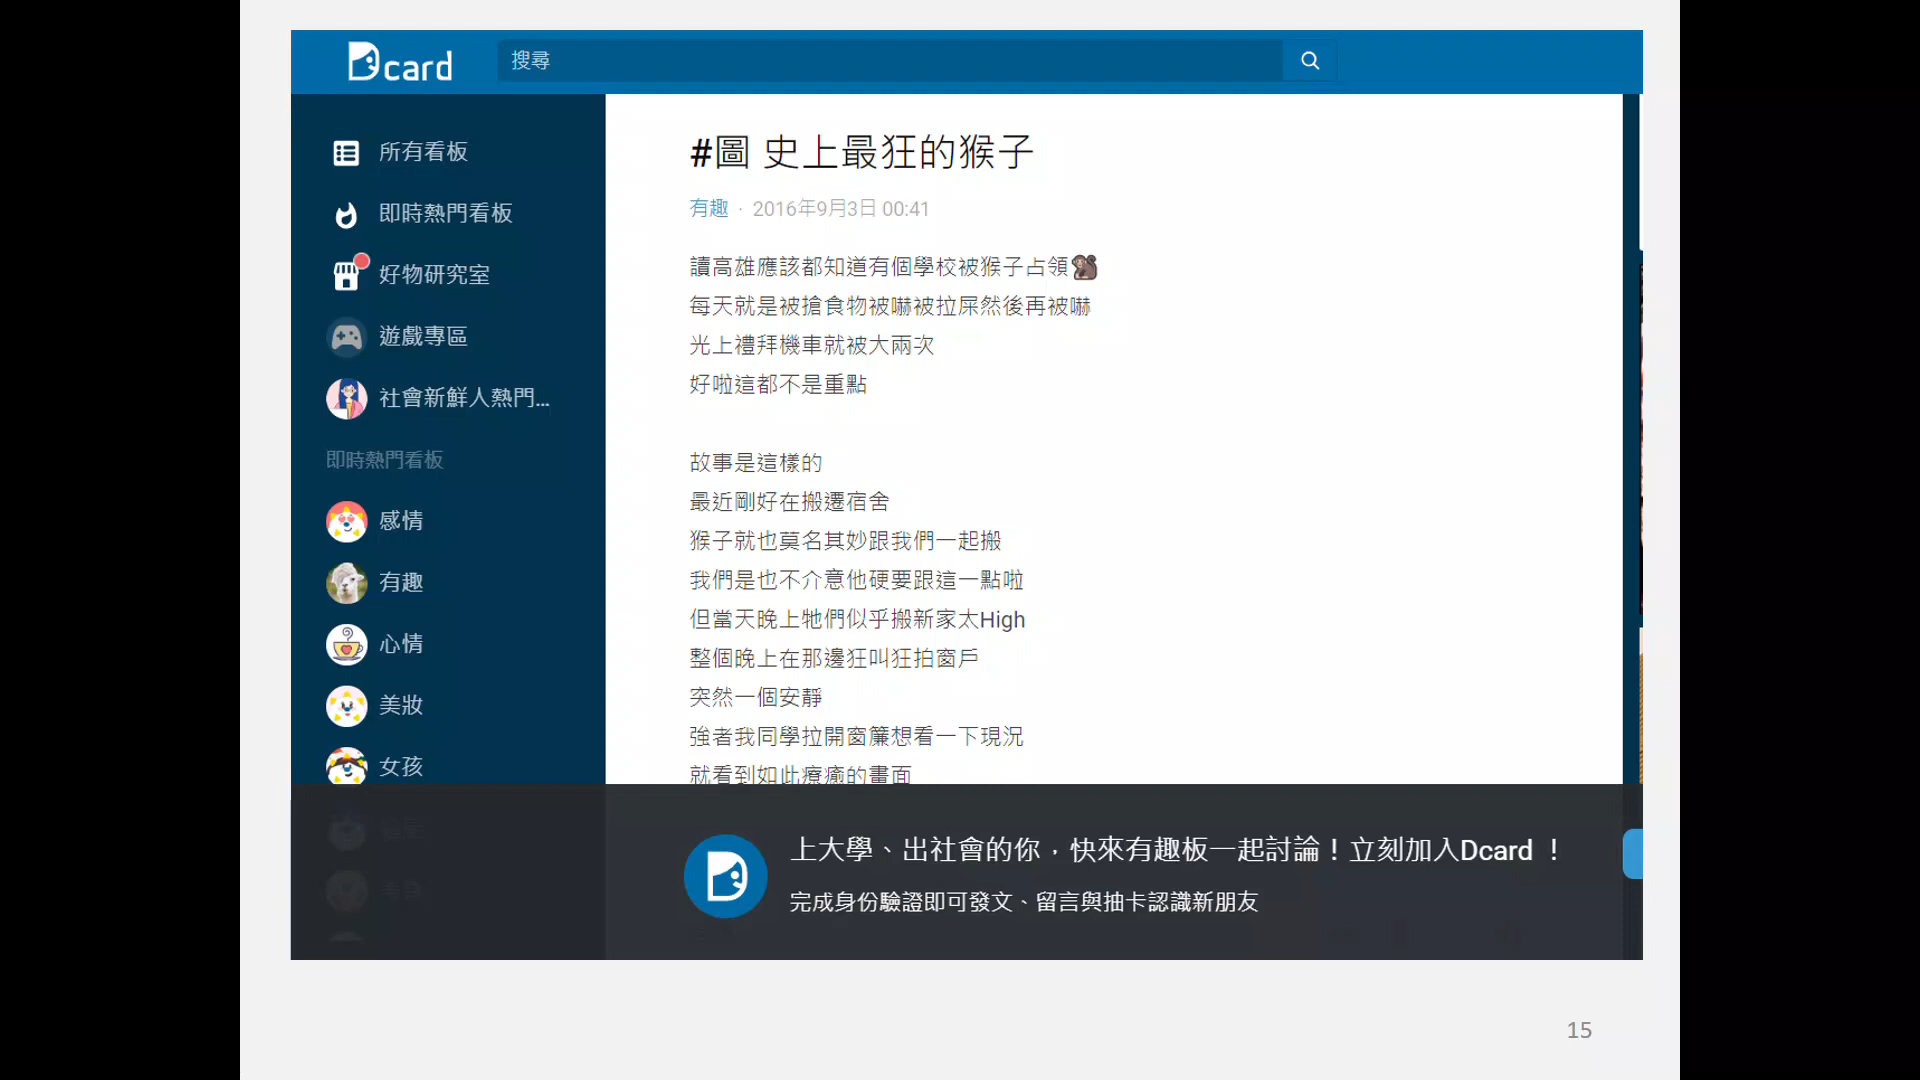 Dcard
搜尋
所有看板
即時熱門看板
好物研究室
遊戲專區
社會新鮮人熱門...
即時熱門看板
感情
有趣
心情
美妝
女孩
#圖 史上最狂的猴子
有趣 · 2016年9月3日 00:41
讀高雄應該都知道有個學校被猴子占領🐒
每天就是被搶食物被嚇被拉屎然後再被嚇
光上禮拜機車就被大兩次
好啦這都不是重點
故事是這樣的
最近剛好在搬遷宿舍
猴子就也莫名其妙跟我們一起搬
我們是也不介意他硬要跟這一點啦
但當天晚上牠們似乎搬新家太High
整個晚上在那邊狂叫狂拍窗戶
突然一個安靜
強者我同學拉開窗簾想看一下現況
就看到如此療癒的畫面
上大學、出社會的你，快來有趣板一起討論！立刻加入Dcard ！
完成身份驗證即可發文、留言與抽卡認識新朋友
15